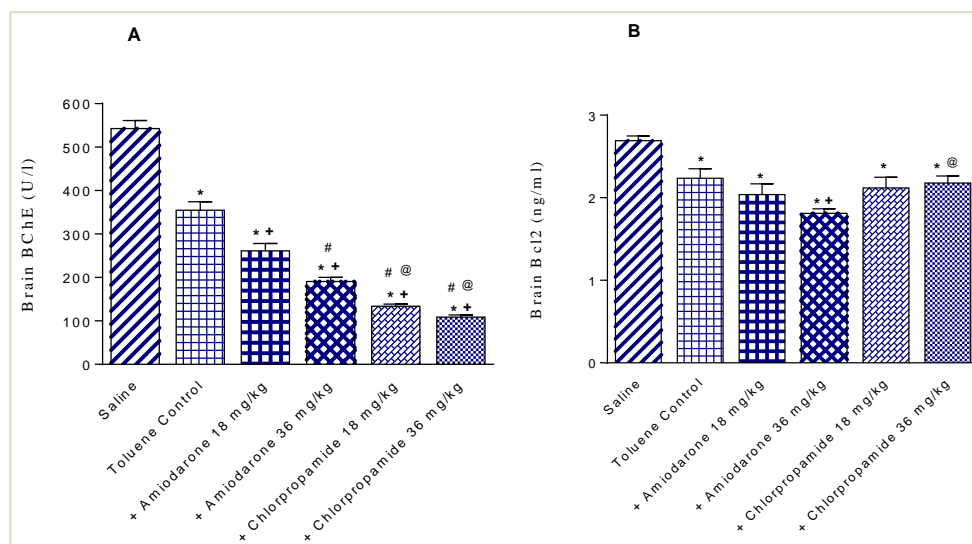 A
Brain BChE (U/l)
600
500
400
300
200
100
0
*
* +
#
* +
# @
* +
# @
* +
Saline
Toluene Control
+ Amiodarone 18 mg/kg
+ Amiodarone 36 mg/kg
+ Chlorpropamide 18 mg/kg
+ Chlorpropamide 36 mg/kg
B
Brain Bcl2 (ng/ml)
3
2
1
0
*
*
* +
*
* @
Saline
Toluene Control
+ Amiodarone 18 mg/kg
+ Amiodarone 36 mg/kg
+ Chlorpropamide 18 mg/kg
+ Chlorpropamide 36 mg/kg